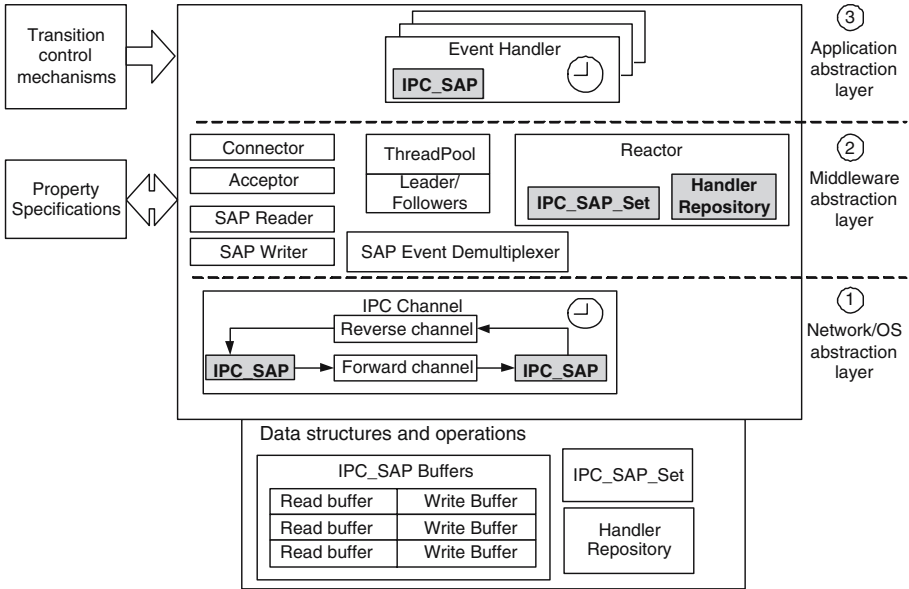 Transition
control
mechanisms
Event Handler
IPC_SAP
3
Application
abstraction
layer
Property
Specifications
Connector
Acceptor
SAP Reader
SAP Writer
ThreadPool
Leader/
Followers
SAP Event Demultiplexer
Reactor
IPC_SAP_Set
Handler
Repository
2
Middleware
abstraction
layer
IPC Channel
Reverse channel
IPC_SAP
Forward channel
IPC_SAP
1
Network/OS
abstraction
layer
Data structures and operations
IPC_SAP Buffers
Read buffer Write Buffer
Read buffer Write Buffer
Read buffer Write Buffer
IPC_SAP_Set
Handler
Repository